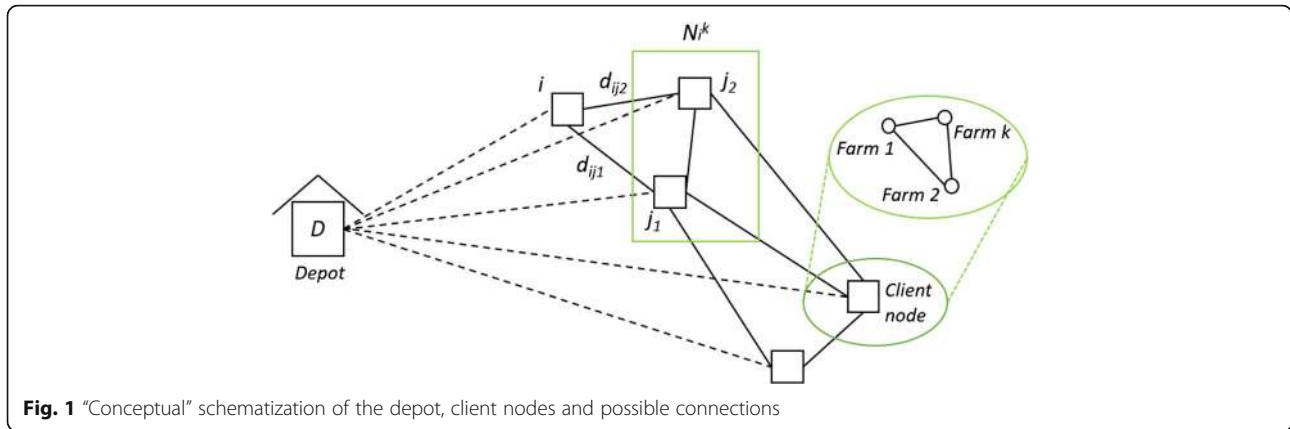 N_i^k
i
d_ij2
j_2
d_ij1
j_1
D
Depot
Farm 1
Farm k
Farm 2
Client
node
Fig. 1 “Conceptual” schematization of the depot, client nodes and possible connections